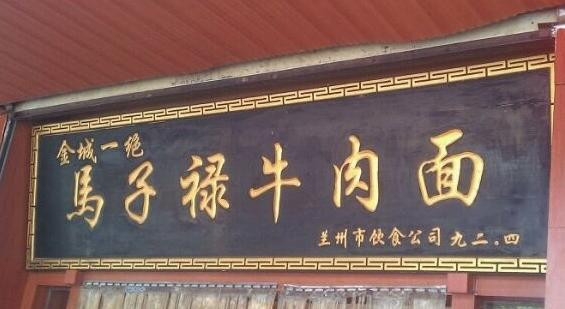 金城一绝
馬子禄牛肉面
兰州市饮食公司九二.四